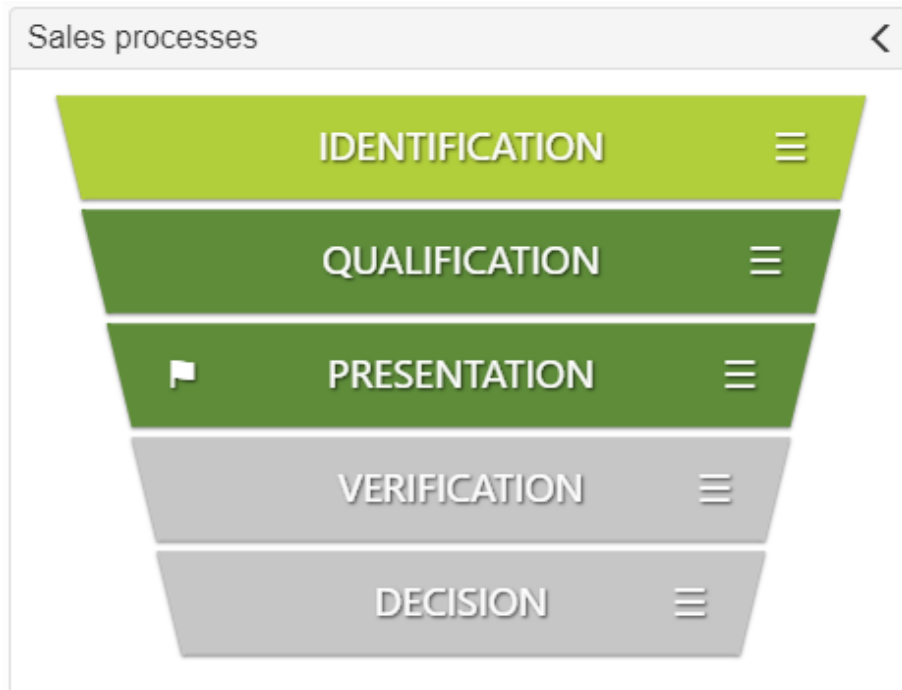 Sales processes
IDENTIFICATION
QUALIFICATION
PRESENTATION
VERIFICATION
DECISION